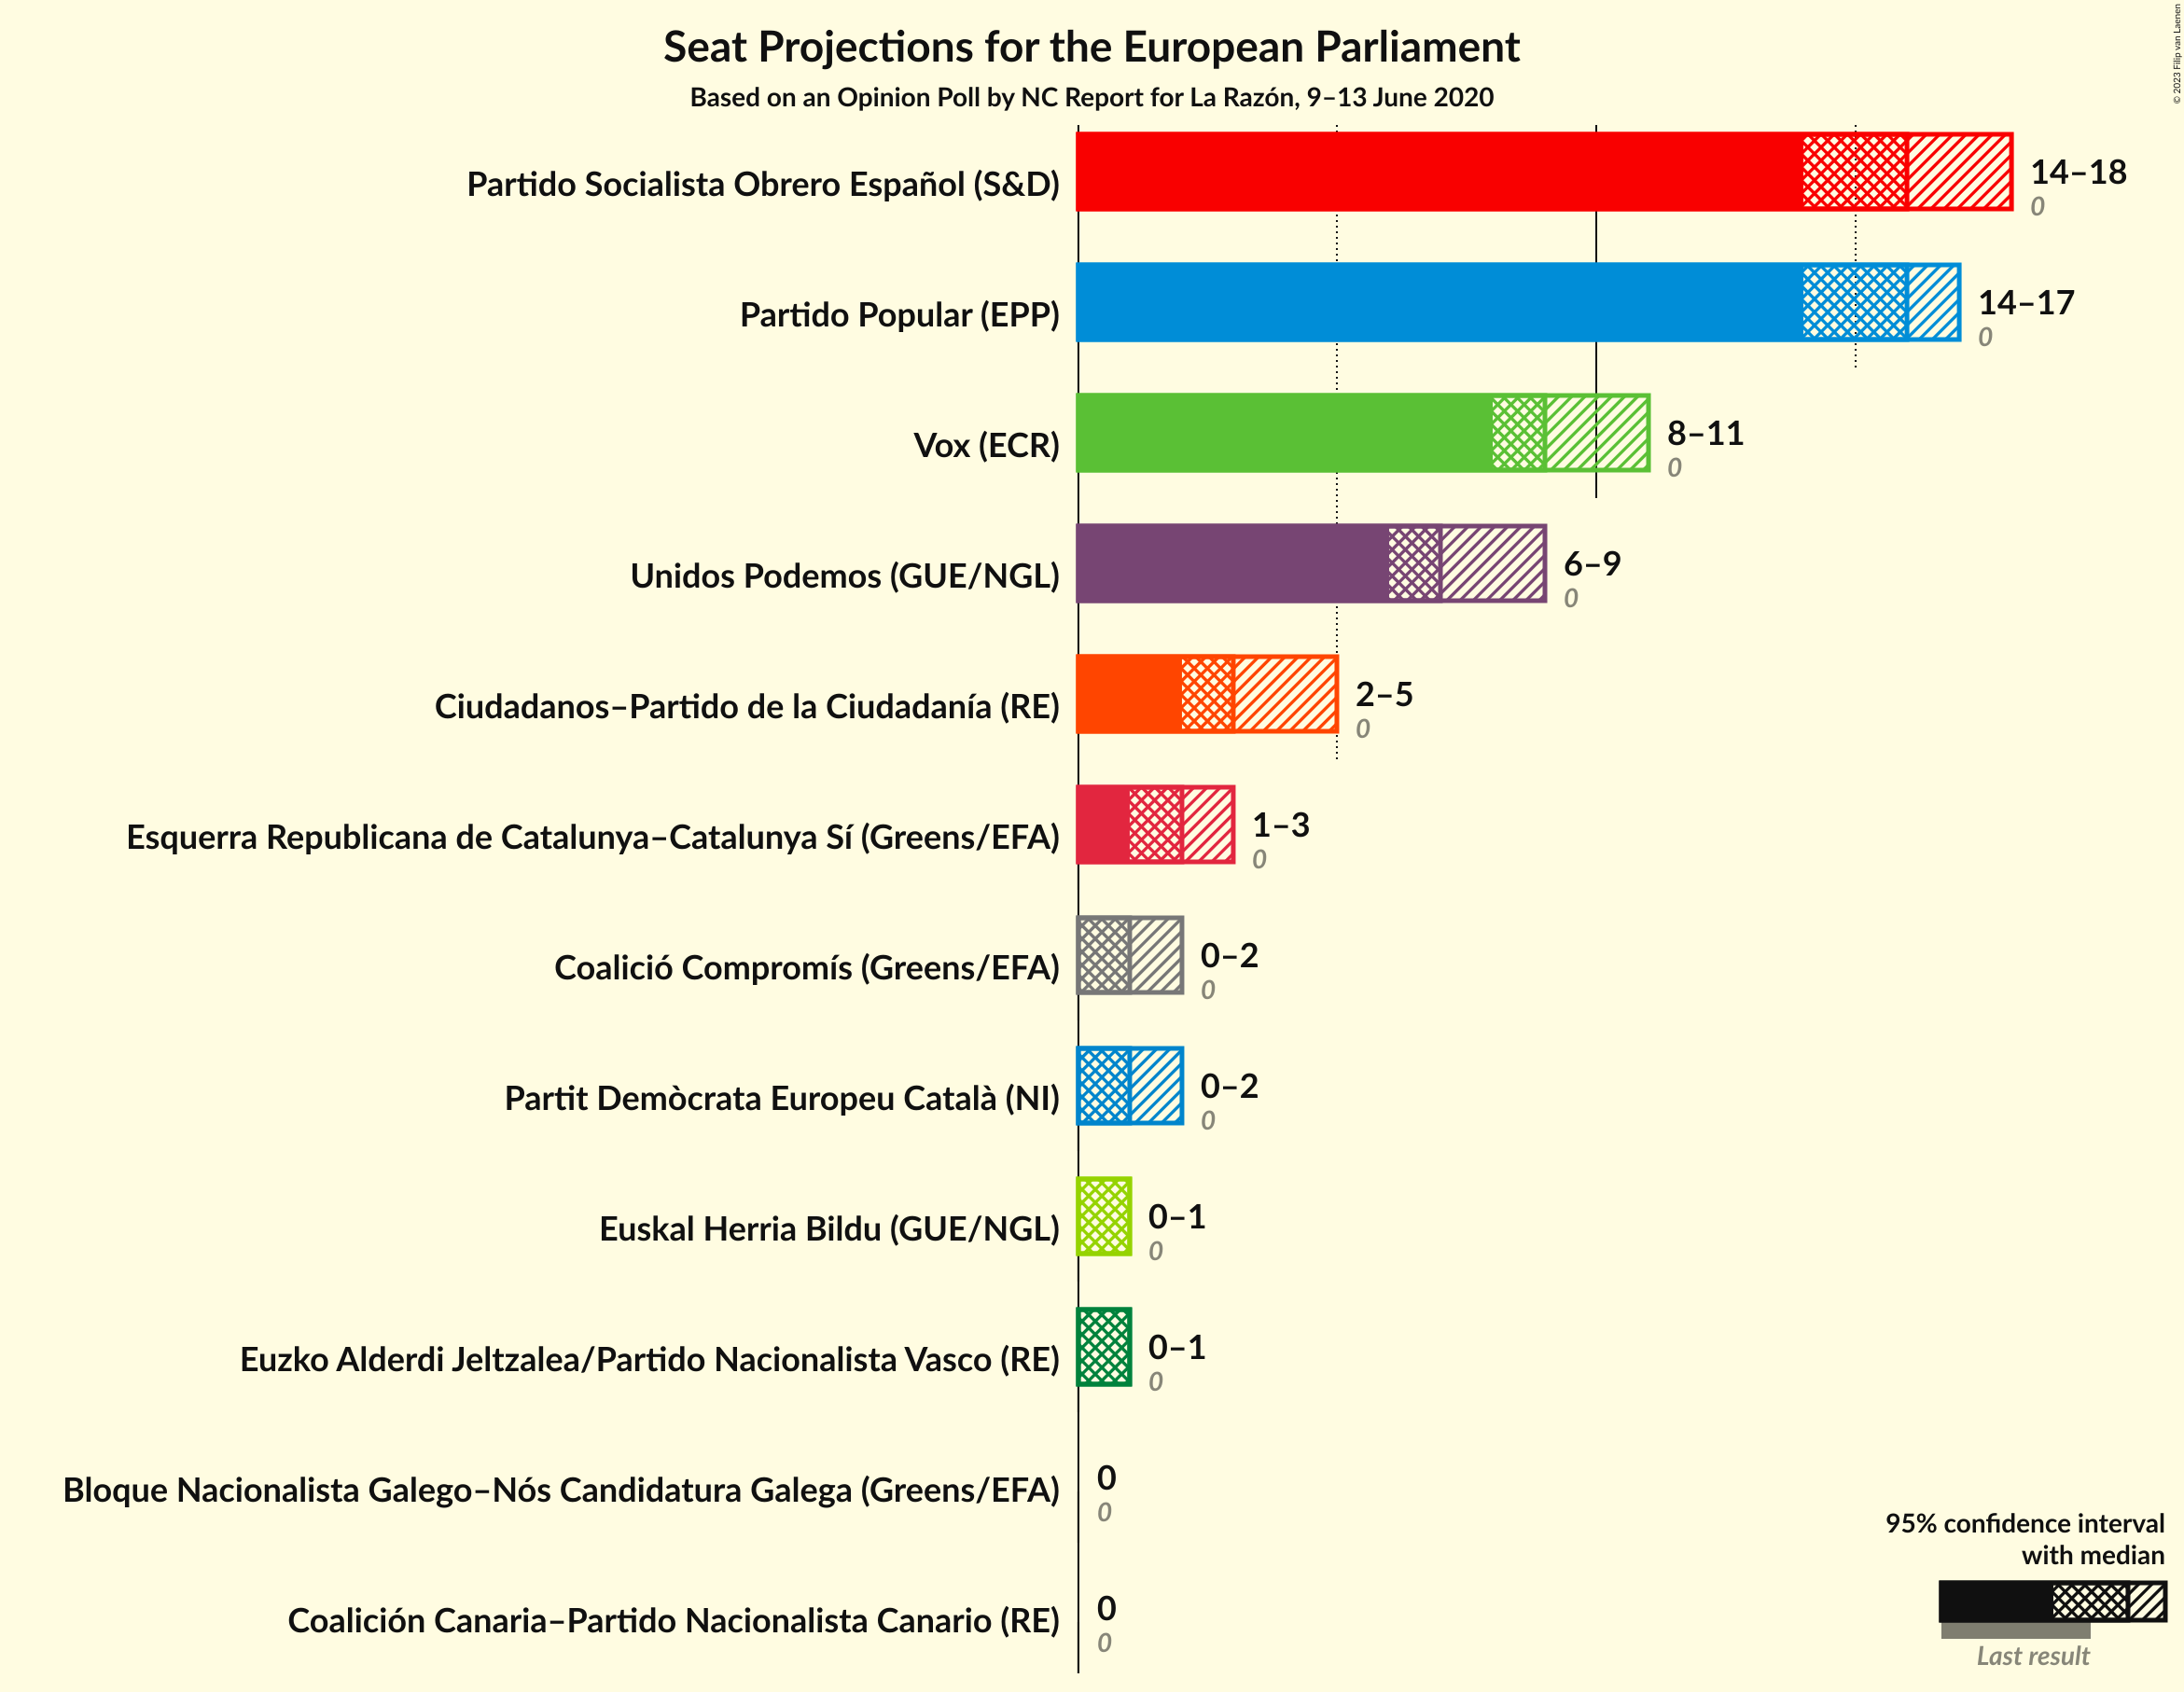 Seat Projections for the European Parliament
Based on an Opinion Poll by NC Report for La Razón, 9–13 June 2020
© 2023 Filip van Laenen
Partido Socialista Obrero Español (S&D)
14–18
0
Partido Popular (EPP)
14–17
0
Vox (ECR)
8–11
0
Unidos Podemos (GUE/NGL)
6–9
0
Ciudadanos–Partido de la Ciudadanía (RE)
2–5
0
Esquerra Republicana de Catalunya–Catalunya Sí (Greens/EFA)
1–3
0
Coalició Compromís (Greens/EFA)
0–2
0
Partit Demòcrata Europeu Català (NI)
0–2
0
Euskal Herria Bildu (GUE/NGL)
0–1
0
Euzko Alderdi Jeltzalea/Partido Nacionalista Vasco (RE)
0–1
0
Bloque Nacionalista Galego–Nós Candidatura Galega (Greens/EFA)
0
0
Coalición Canaria–Partido Nacionalista Canario (RE)
0
0
95% confidence interval
with median
Last result